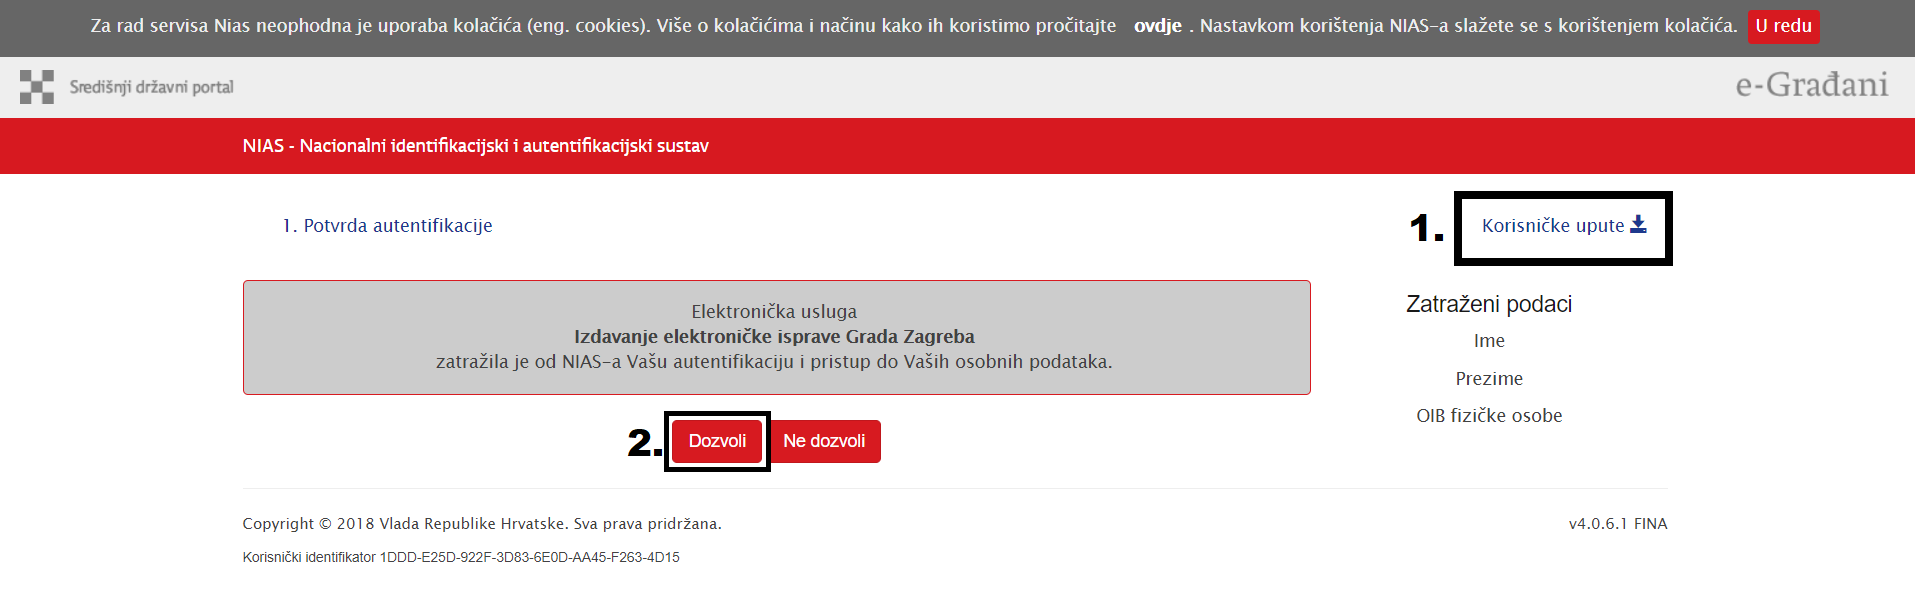 Za rad servisa Nias neophodna je uporaba kolačića (eng. cookies). Više o kolačićima i načinu kako ih koristimo pročitajte ovdje . Nastavkom korištenja NIAS-a slažete se s korištenjem kolačića. U redu
Središnji državni portal
e-Građani
NIAS - Nacionalni identifikacijski i autentifikacijski sustav
1. Potvrda autentifikacije
1. Korisničke upute
Elektronička usluga
Izdavanje elektroničke isprave Grada Zagreba
zatražila je od NIAS-a Vašu autentifikaciju i pristup do Vaših osobnih podataka.
2. Dozvoli Ne dozvoli
Zatraženi podaci
Ime
Prezime
OIB fizičke osobe
Copyright © 2018 Vlada Republike Hrvatske. Sva prava pridržana.
v4.0.6.1 FINA
Korisnički identifikator 1DDD-E25D-922F-3D83-6E0D-AA45-F263-4D15